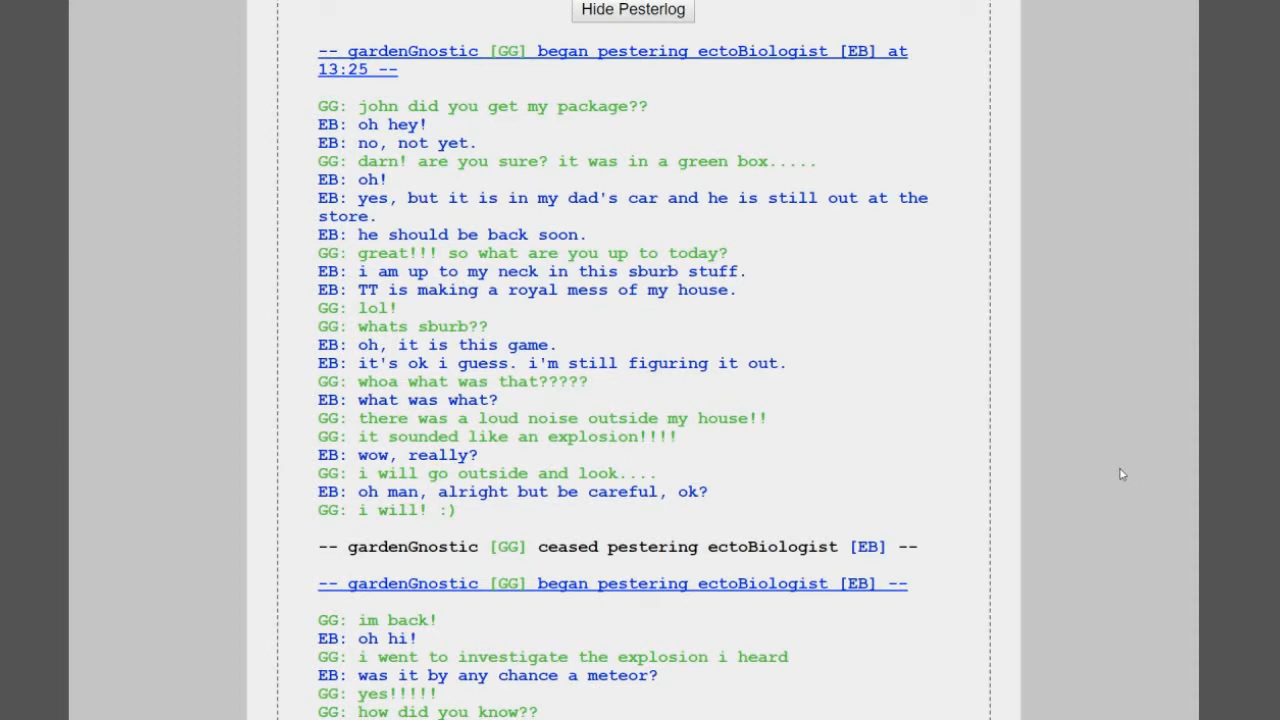 Hide Pesterlog
-- gardenGnostic [GG] began pestering ectoBiologist [EB] at
13:25 --
GG: john did you get my package??
EB: oh hey!
EB: no, not yet.
GG: darn! are you sure? it was in a green box.....
EB: oh!
EB: yes, but it is in my dad's car and he is still out at the
store.
EB: he should be back soon.
GG: great!!! so what are you up to today?
EB: i am up to my neck in this sburb stuff.
EB: TT is making a royal mess of my house.
GG: lol!
GG: whats sburb??
EB: oh, it is this game.
EB: it's ok i guess. i'm still figuring it out.
GG: whoa what was that?????
EB: what was what?
GG: there was a loud noise outside my house!!
GG: it sounded like an explosion!!!!
EB: wow, really?
GG: i will go outside and look....
EB: oh man, alright but be careful, ok?
GG: i will! :)
-- gardenGnostic [GG] ceased pestering ectoBiologist [EB] --
-- gardenGnostic [GG] began pestering ectoBiologist [EB] --
GG: im back!
EB: oh hi!
GG: i went to investigate the explosion i heard
EB: was it by any chance a meteor?
GG: yes!!!!!
GG: how did you know??